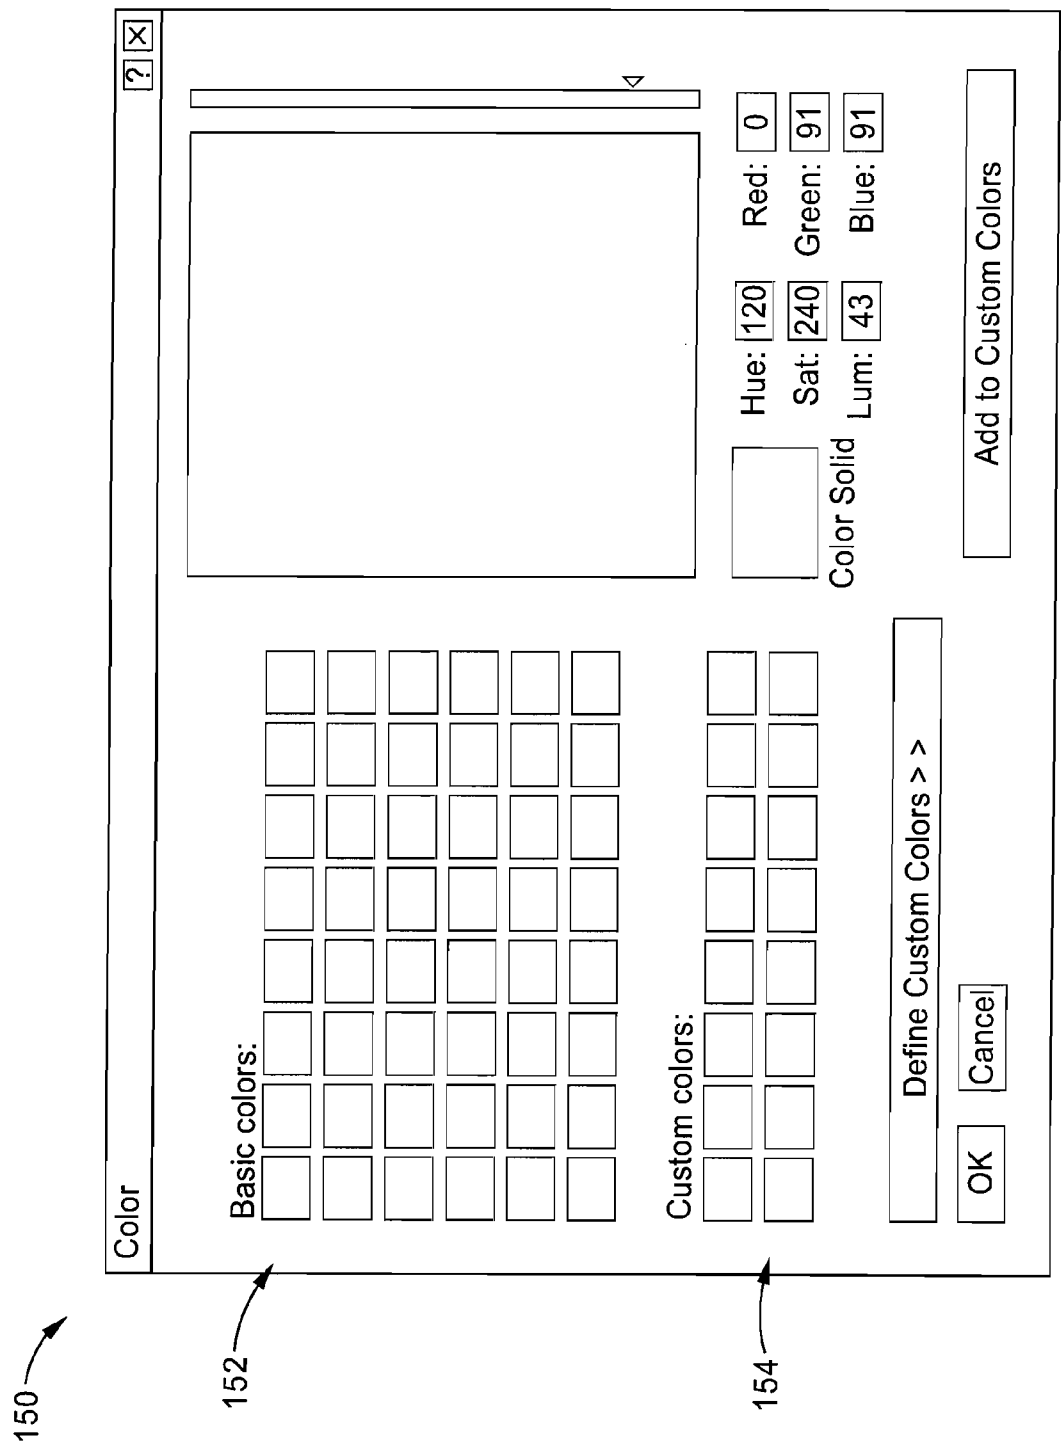 150
Color
? X
152
Basic colors:
154
Custom colors:
Define Custom Colors > >
OK
Cancel
Color Solid
Hue: 120
Sat: 240
Lum: 43
Red: 0
Green: 91
Blue: 91
Add to Custom Colors